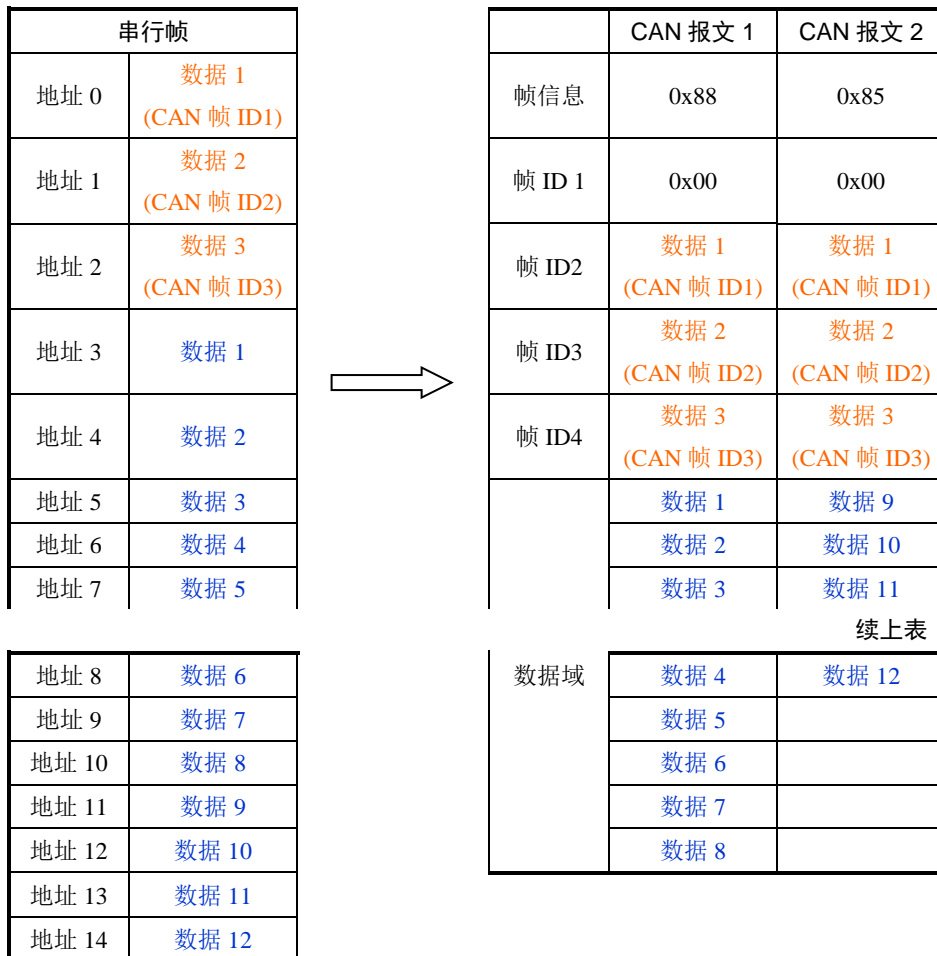 串行帧
地址 0
数据 1
(CAN 帧 ID1)
地址 1
数据 2
(CAN 帧 ID2)
地址 2
数据 3
(CAN 帧 ID3)
地址 3
数据 1
地址 4
数据 2
地址 5 数据 3
地址 6 数据 4
地址 7 数据 5
CAN 报文 1 CAN 报文 2
帧信息 0x88 0x85
帧 ID 1 0x00 0x00
帧 ID2
数据 1 数据 1
(CAN 帧 ID1) (CAN 帧 ID1)
帧 ID3
数据 2 数据 2
(CAN 帧 ID2) (CAN 帧 ID2)
帧 ID4
数据 3 数据 3
(CAN 帧 ID3) (CAN 帧 ID3)
数据 1 数据 9
数据 2 数据 10
数据 3 数据 11
续上表
地址 8 数据 6
地址 9 数据 7
地址 10 数据 8
地址 11 数据 9
地址 12 数据 10
地址 13 数据 11
地址 14 数据 12
数据域 数据 4 数据 12
数据 5
数据 6
数据 7
数据 8